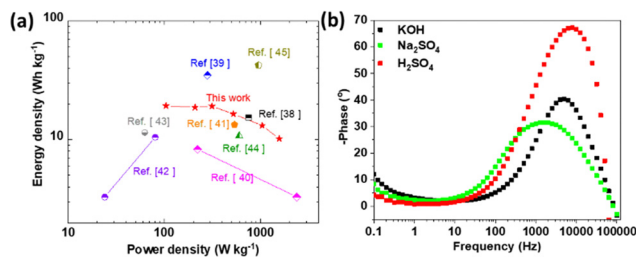 (a)
100
10
Energy density (Wh kg⁻¹)
Ref. [45]
Ref. [39 ]
This work
Ref. [38 ]
Ref. [ 43]
Ref. [41 ]
Ref. [44 ]
Ref. [42 ]
Ref. [ 40]
10
100
1000
Power density (W kg⁻¹)
(b)
70
60
50
40
30
20
10
0
-10
-Phase (°)
KOH
Na₂SO₄
H₂SO₄
0.1
1
10
100
1000
10000
100000
Frequency (Hz)